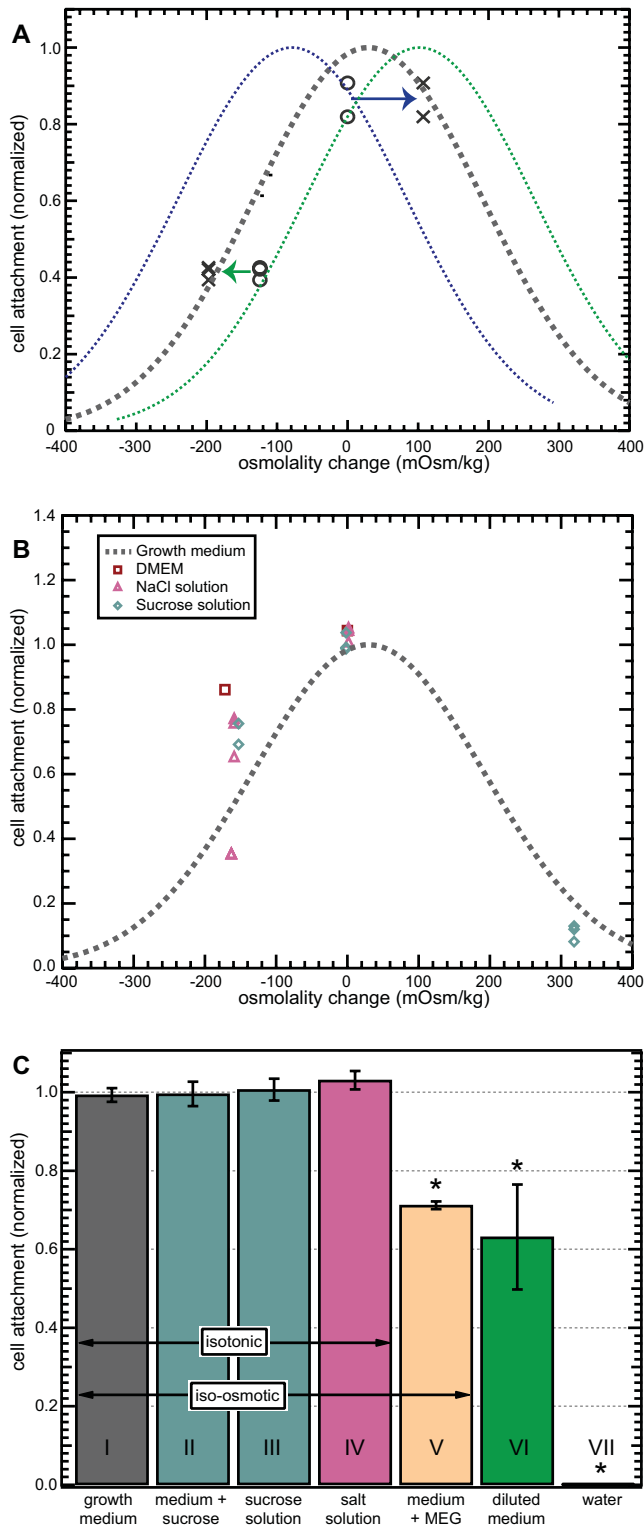 A
cell attachment (normalized)
1.0
0.8
0.6
0.4
0.2
0
-400
-300
-200
-100
0
100
200
300
400
osmolality change (mOsm/kg)
B
cell attachment (normalized)
1.4
1.2
1.0
0.8
0.6
0.4
0.2
0.0
Growth medium
DMEM
NaCl solution
Sucrose solution
-400
-300
-200
-100
0
100
200
300
400
osmolality change (mOsm/kg)
C
cell attachment (normalized)
1.0
0.8
0.6
0.4
0.2
0.0
*
*
isotonic
iso-osmotic
I
II
III
IV
V
VI
VII
*
growth medium
medium + sucrose
sucrose solution
salt solution
medium + MEG
diluted medium
water